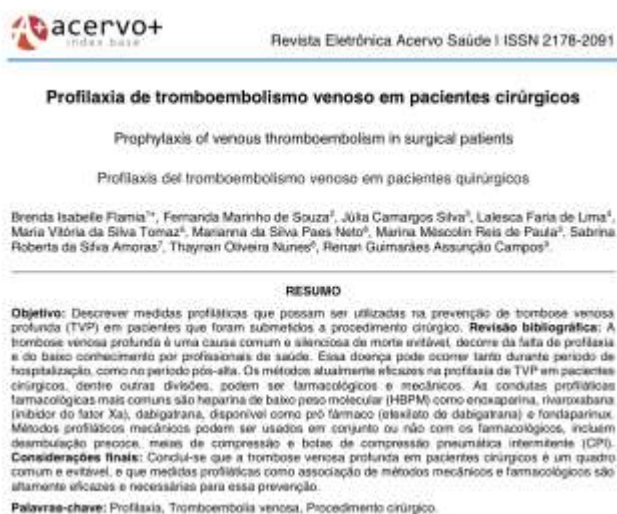 acervo+
index base
Revista Eletrônica Acervo Saúde | ISSN 2178-2091
Profilaxia de tromboembolismo venoso em pacientes cirúrgicos
Prophylaxis of venous thromboembolism in surgical patients
Profilaxis del tromboembolismo venoso em pacientes quirúrgicos
Brenda Isabelle Flamia¹*, Fernanda Marinho de Souza², Júlia Camargos Silva³, Lalesca Faria de Lima⁴,
Maria Vitória da Silva Tomaz⁵, Marianna da Silva Paes Neto⁶, Marina Mescolin Reis de Paula³, Sabrina
Roberta da Silva Amoras⁷, Thaynan Oliveira Nunes⁸, Renan Guimarães Assunção Campos⁹.
RESUMO
Objetivo: Descrever medidas profiláticas que possam ser utilizadas na prevenção de trombose venosa
profunda (TVP) em pacientes que foram submetidos a procedimento cirúrgico. Revisão bibliográfica: A
trombose venosa profunda é uma causa comum e silenciosa de morte evitável, decorre da falta de profilaxia
e do baixo conhecimento por profissionais de saúde. Essa doença pode ocorrer tanto durante período de
hospitalização, como no período pós-alta. Os métodos atualmente eficazes na profilaxia de TVP em pacientes
cirúrgicos, dentre outras divisões, podem ser farmacológicos e mecânicos. As condutas profiláticas
farmacológicas mais comuns são heparina de baixo peso molecular (HBPM) como enoxaparina, rivaroxabana
(inibidor do fator Xa), dabigatrana, disponível como pró fármaco (etexilato de dabigatrana) e fondaparinux.
Métodos profiláticos mecânicos podem ser usados em conjunto ou não com os farmacológicos, incluem
deambulação precoce, meias de compressão e botas de compressão pneumática intermitente (CPI).
Considerações finais: Conclui-se que a trombose venosa profunda em pacientes cirúrgicos é um quadro
comum e evitável, e que medidas profiláticas como associação de métodos mecânicos e farmacológicos são
altamente eficazes e necessárias para essa prevenção.
Palavras-chave: Profilaxia, Tromboembolia venosa, Procedimento cirúrgico.